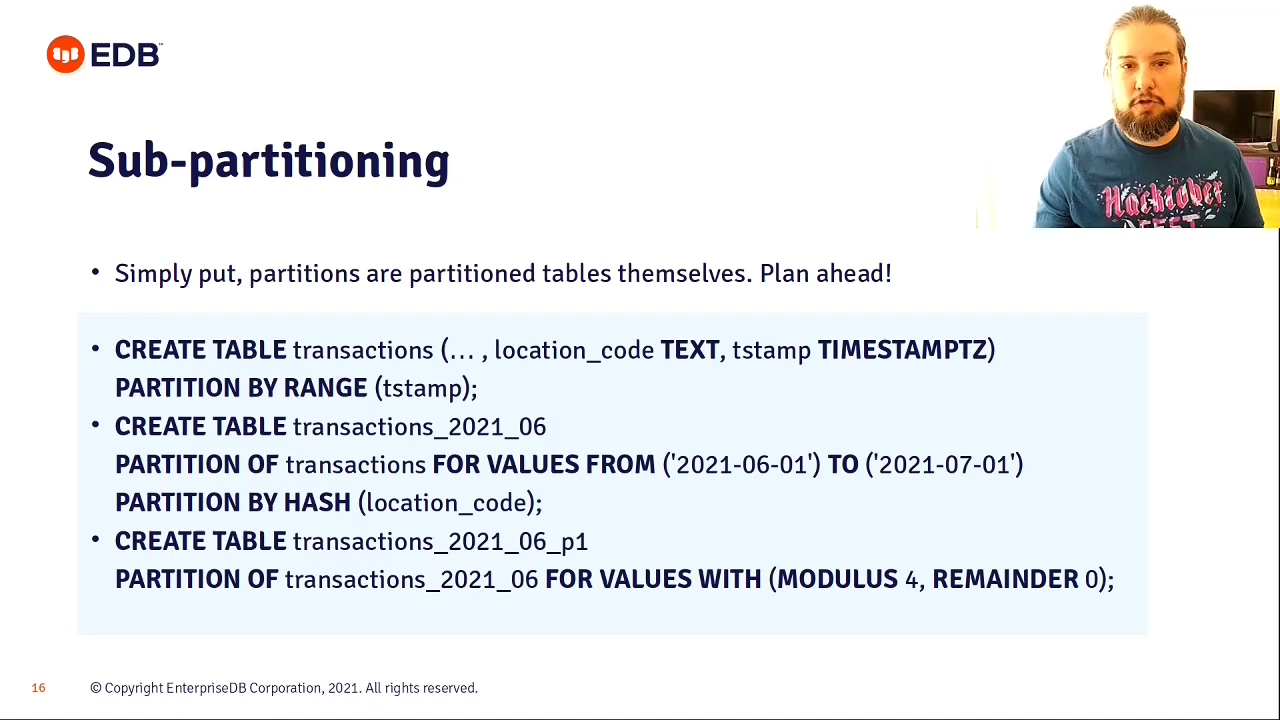 EDB™
Sub-partitioning
Hacktober
FEST
• Simply put, partitions are partitioned tables themselves. Plan ahead!
• CREATE TABLE transactions (… , location_code TEXT, tstamp TIMESTAMPTZ)
PARTITION BY RANGE (tstamp);
• CREATE TABLE transactions_2021_06
PARTITION OF transactions FOR VALUES FROM ('2021-06-01') TO ('2021-07-01')
PARTITION BY HASH (location_code);
• CREATE TABLE transactions_2021_06_p1
PARTITION OF transactions_2021_06 FOR VALUES WITH (MODULUS 4, REMAINDER 0);
16
© Copyright EnterpriseDB Corporation, 2021. All rights reserved.